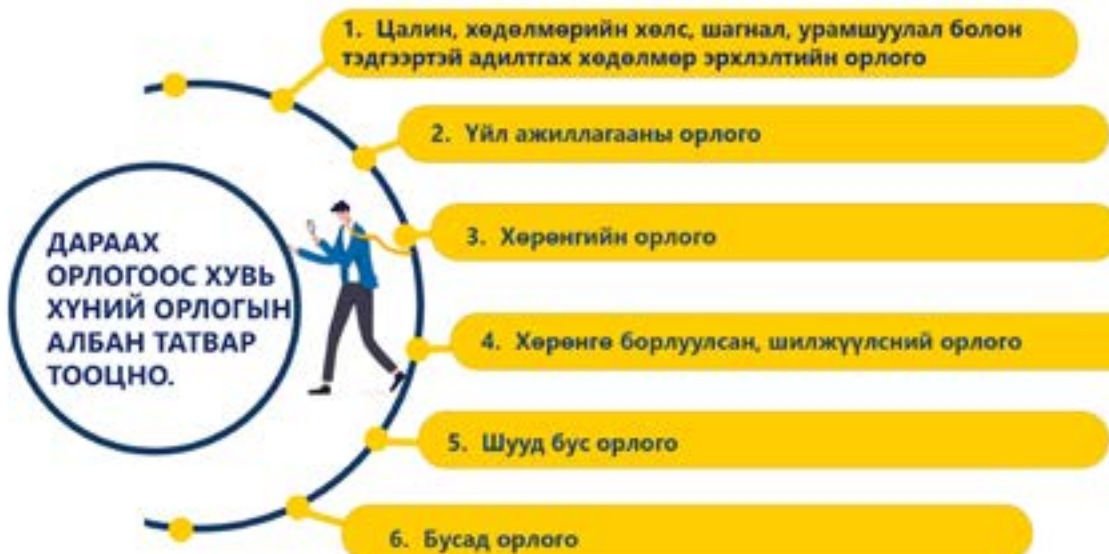 ДАРААХ
ОРЛОГООС ХУВЬ
ХҮНИЙ ОРЛОГЫН
АЛБАН ТАТВАР
ТООЦНО.
1. Цалин, хөдөлмөрийн хөлс, шагнал, урамшуулал болон
тэдгээртэй адилтгах хөдөлмөр эрхлэлтийн орлого
2. Үйл ажиллагааны орлого
3. Хөрөнгийн орлого
4. Хөрөнгө борлуулсан, шилжүүлсний орлого
5. Шууд бус орлого
6. Бусад орлого